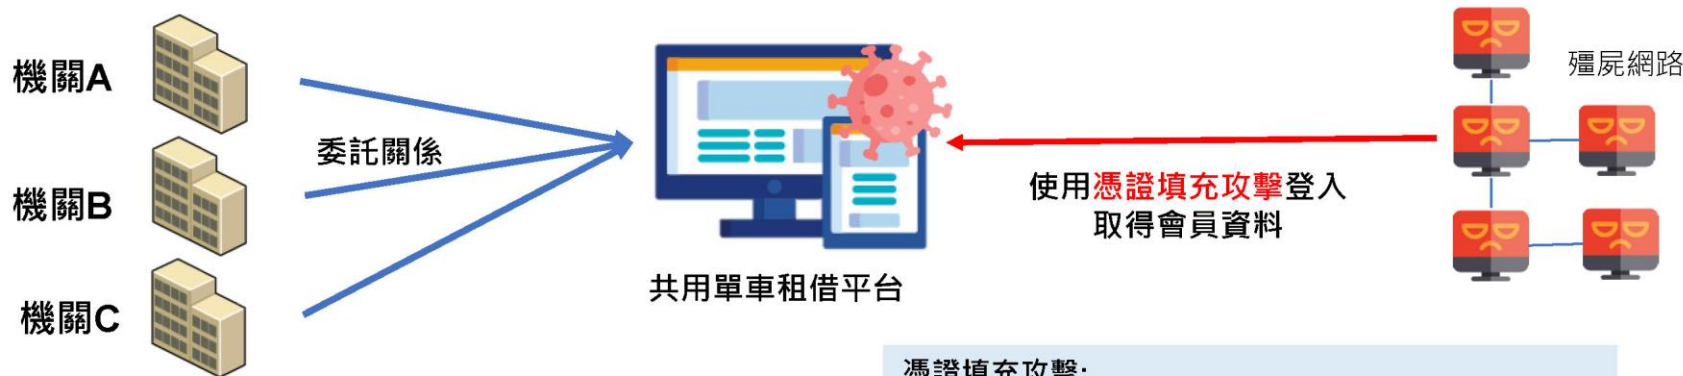 機關A
機關B
機關C
委託關係
共用單車租借平台
使用憑證填充攻擊登入
取得會員資料
殭屍網路
憑證填充攻擊: